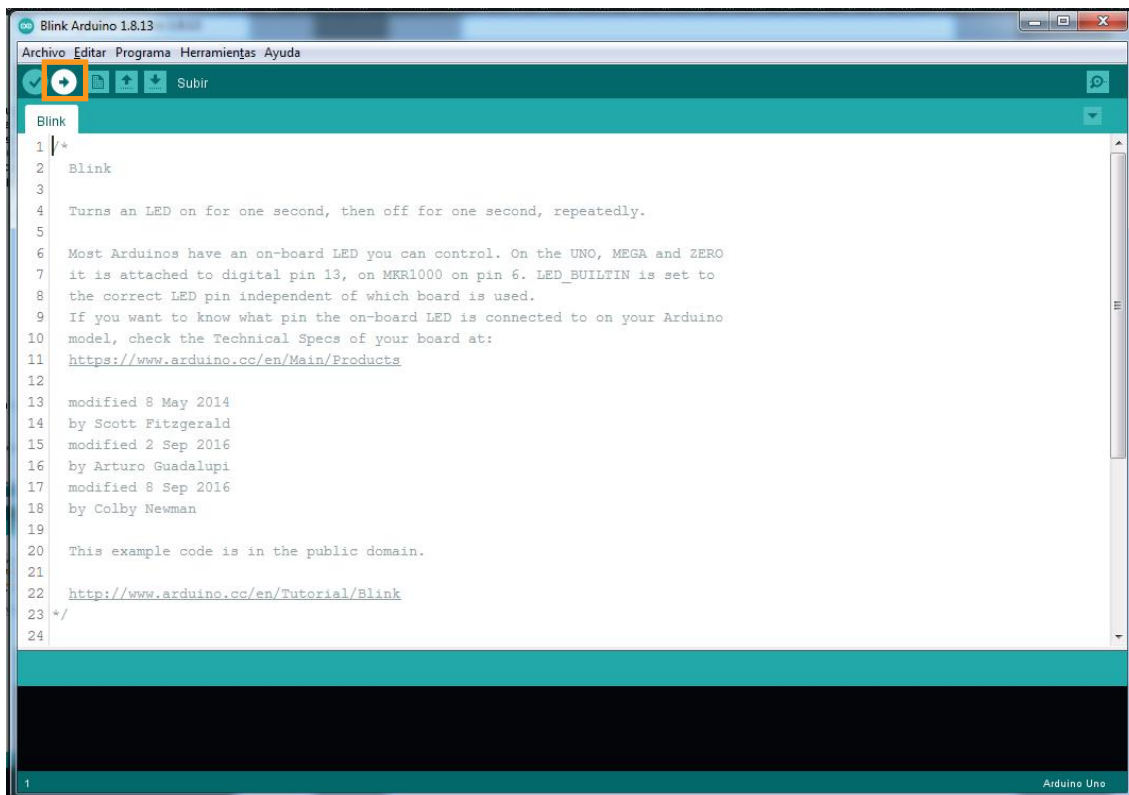 Blink Arduino 1.8.13
Archivo Editar Programa Herramientas Ayuda
Subir
Blink
1 /*
2 Blink
3
4 Turns an LED on for one second, then off for one second, repeatedly.
5
6 Most Arduinos have an on-board LED you can control. On the UNO, MEGA and ZERO
7 it is attached to digital pin 13, on MKR1000 on pin 6. LED_BUILTIN is set to
8 the correct LED pin independent of which board is used.
9 If you want to know what pin the on-board LED is connected to on your Arduino
10 model, check the Technical Specs of your board at:
11 https://www.arduino.cc/en/Main/Products
12
13 modified 8 May 2014
14 by Scott Fitzgerald
15 modified 2 Sep 2016
16 by Arturo Guadalupi
17 modified 8 Sep 2016
18 by Colby Newman
19
20 This example code is in the public domain.
21
22 http://www.arduino.cc/en/Tutorial/Blink
23 */
24
1 Arduino Uno